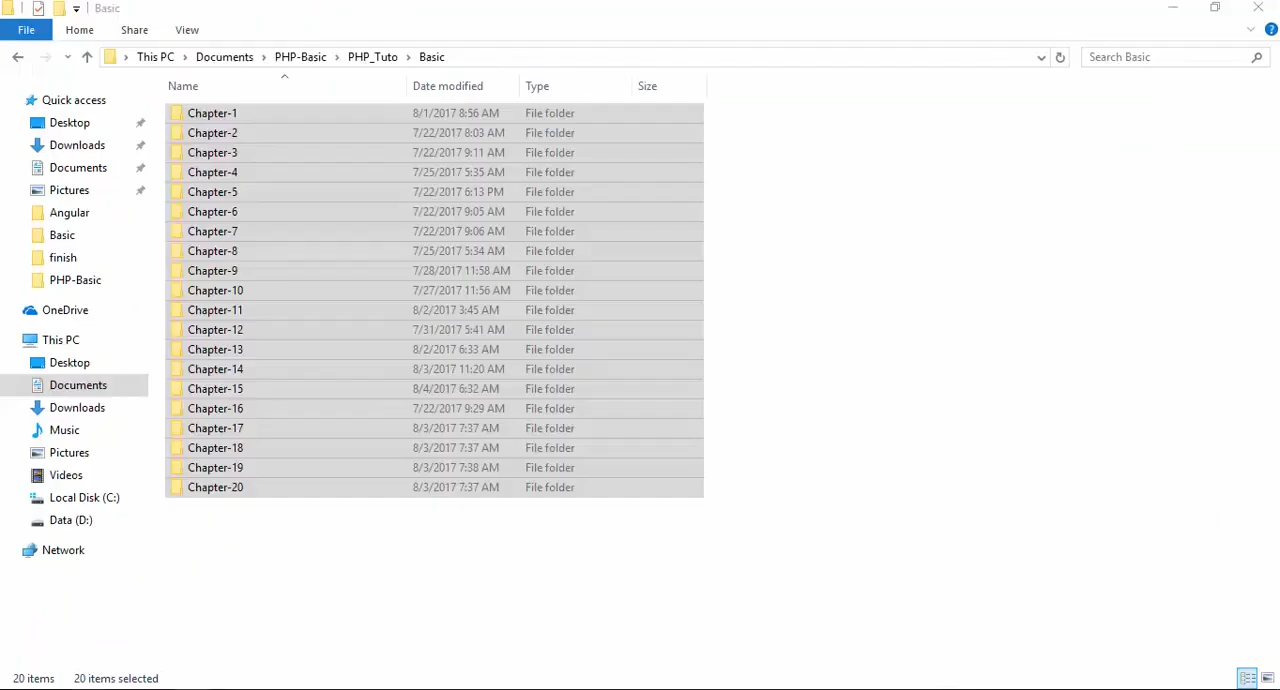 Basic
File Home Share View
This PC › Documents › PHP-Basic › PHP_Tuto › Basic
Search Basic
Name Date modified Type Size
Quick access
Desktop
Downloads
Documents
Pictures
Angular
Basic
finish
PHP-Basic
OneDrive
This PC
Desktop
Documents
Downloads
Music
Pictures
Videos
Local Disk (C:)
Data (D:)
Network
Chapter-1 8/1/2017 8:56 AM File folder
Chapter-2 7/22/2017 8:03 AM File folder
Chapter-3 7/22/2017 9:11 AM File folder
Chapter-4 7/25/2017 5:35 AM File folder
Chapter-5 7/22/2017 6:13 PM File folder
Chapter-6 7/22/2017 9:05 AM File folder
Chapter-7 7/22/2017 9:06 AM File folder
Chapter-8 7/25/2017 5:34 AM File folder
Chapter-9 7/28/2017 11:58 AM File folder
Chapter-10 7/27/2017 11:56 AM File folder
Chapter-11 8/2/2017 3:45 AM File folder
Chapter-12 7/31/2017 5:41 AM File folder
Chapter-13 8/2/2017 6:33 AM File folder
Chapter-14 8/3/2017 11:20 AM File folder
Chapter-15 8/4/2017 6:32 AM File folder
Chapter-16 7/22/2017 9:29 AM File folder
Chapter-17 8/3/2017 7:37 AM File folder
Chapter-18 8/3/2017 7:37 AM File folder
Chapter-19 8/3/2017 7:38 AM File folder
Chapter-20 8/3/2017 7:37 AM File folder
20 items 20 items selected